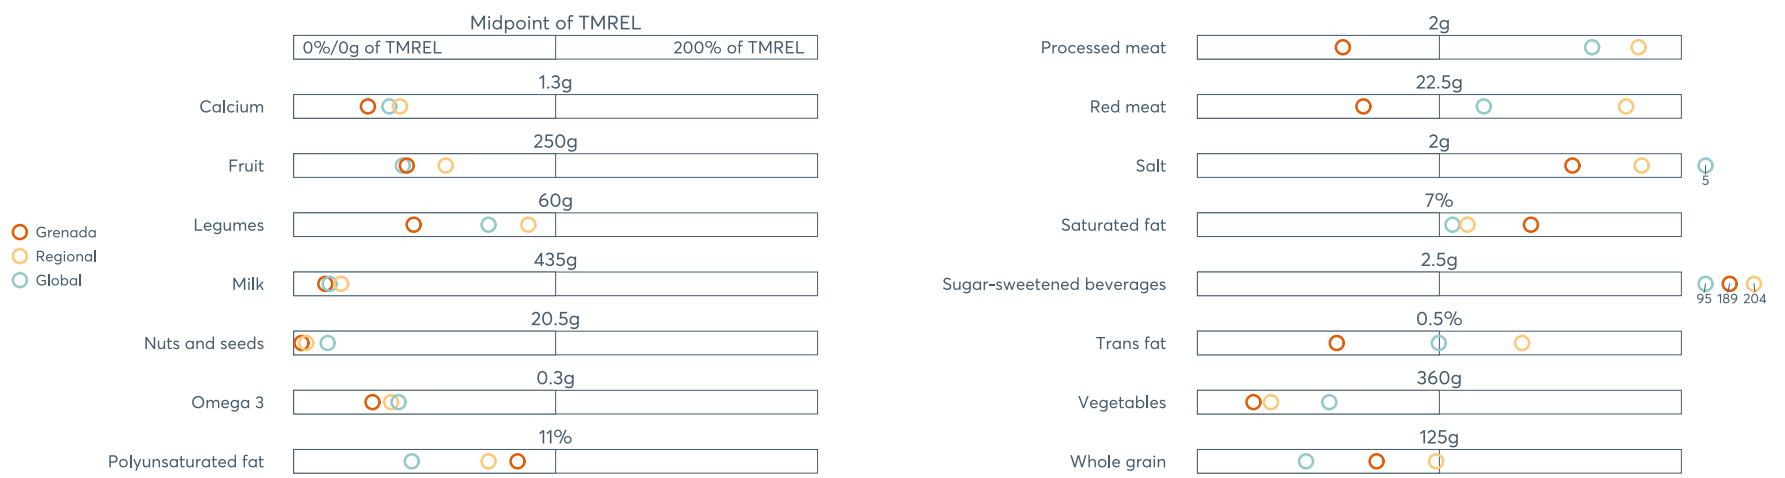 Midpoint of TMREL
0%/0g of TMREL
200% of TMREL
1.3g
Calcium
250g
Fruit
60g
Legumes
435g
Milk
20.5g
Nuts and seeds
0.3g
Omega 3
11%
Polyunsaturated fat
Grenada
Regional
Global
2g
Processed meat
22.5g
Red meat
2g
Salt
5
7%
Saturated fat
2.5g
Sugar-sweetened beverages
95 189 204
0.5%
Trans fat
360g
Vegetables
125g
Whole grain